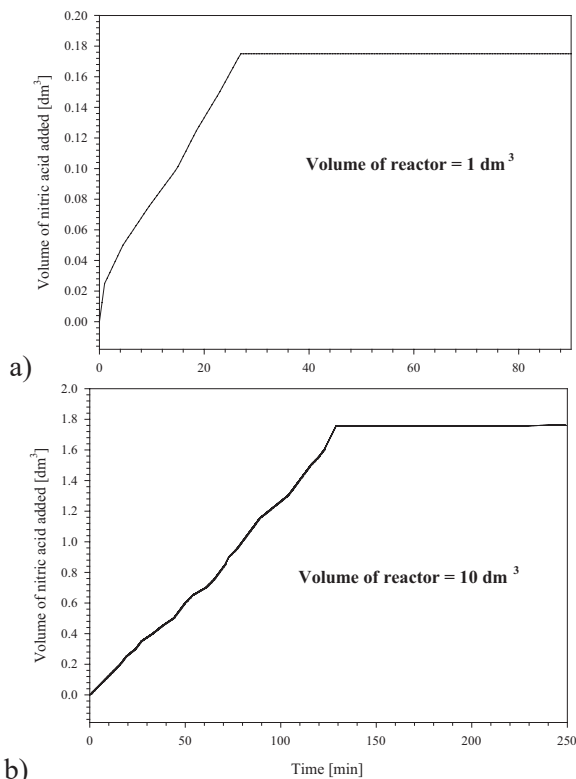 0.20
0.18
0.16
0.14
0.12
0.10
0.08
0.06
0.04
0.02
0.00
Volume of nitric acid added [dm³]
Volume of reactor = 1 dm³
0 20 40 60 80
a)
2.0
1.8
1.6
1.4
1.2
1.0
0.8
0.6
0.4
0.2
0.0
Volume of nitric acid added [dm³]
Volume of reactor = 10 dm³
0 50 100 150 200 250
Time [min]
b)